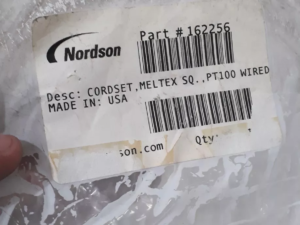 Nordson
Part # 162256
Desc: CORDSET,MELTEX SQ.,PT100 WIRED
MADE IN: USA
son.com
Qty: